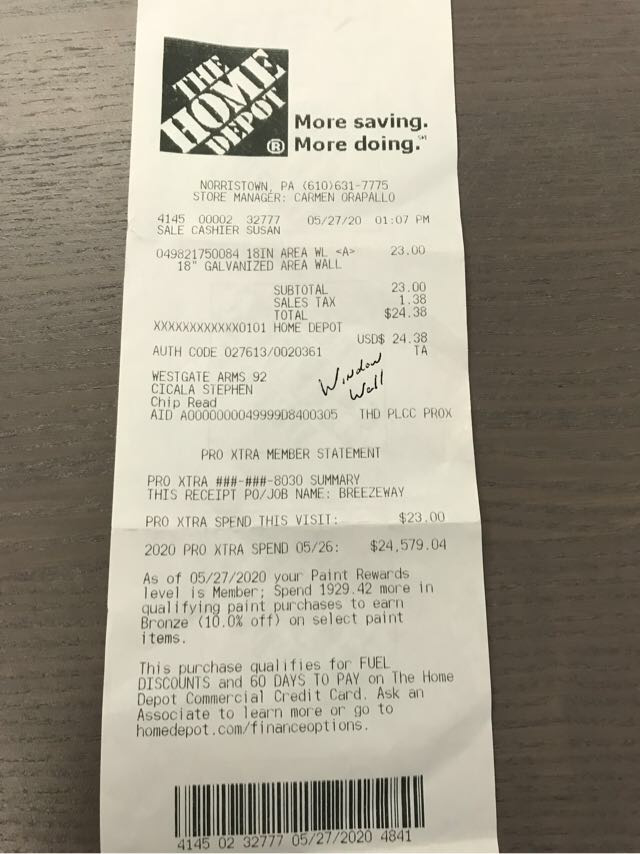 THE
HOME
DEPOT
®
More saving.
More doing.℠
NORRISTOWN, PA (610)631-7775
STORE MANAGER: CARMEN ORAPALLO
4145 00002 32777 05/27/20 01:07 PM
SALE CASHIER SUSAN
049821750084 18IN AREA WL <A> 23.00
18" GALVANIZED AREA WALL
SUBTOTAL 23.00
SALES TAX 1.38
TOTAL $24.38
XXXXXXXXXXXX0101 HOME DEPOT
USD$ 24.38
AUTH CODE 027613/0020361 TA
Window
Well
WESTGATE ARMS 92
CICALA STEPHEN
Chip Read
AID A0000000049999D8400305 THD PLCC PROX
PRO XTRA MEMBER STATEMENT
PRO XTRA ###-###-8030 SUMMARY
THIS RECEIPT PO/JOB NAME: BREEZEWAY
PRO XTRA SPEND THIS VISIT: $23.00
2020 PRO XTRA SPEND 05/26: $24,579.04
As of 05/27/2020 your Paint Rewards
level is Member; Spend 1929.42 more in
qualifying paint purchases to earn
Bronze (10.0% off) on select paint
items.
This purchase qualifies for FUEL
DISCOUNTS and 60 DAYS TO PAY on The Home
Depot Commercial Credit Card. Ask an
Associate to learn more or go to
homedepot.com/financeoptions.
4145 02 32777 05/27/2020 4841